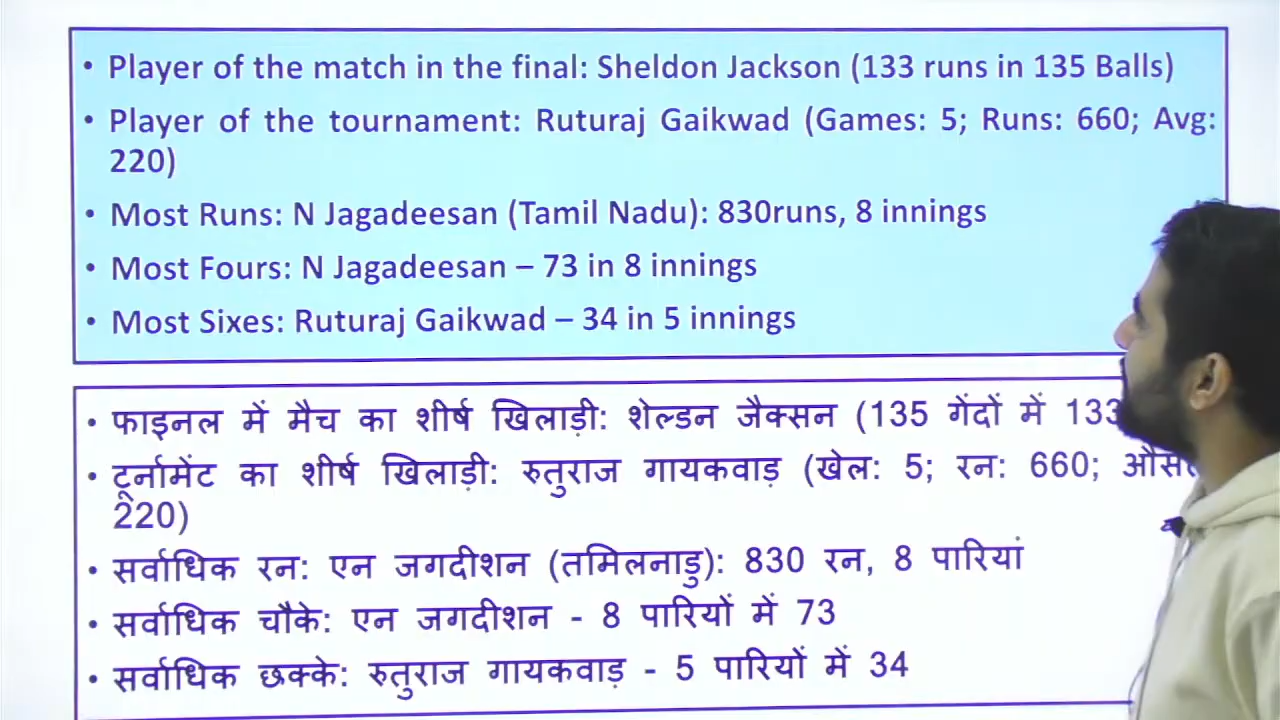 • Player of the match in the final: Sheldon Jackson (133 runs in 135 Balls)
• Player of the tournament: Ruturaj Gaikwad (Games: 5; Runs: 660; Avg:
220)
• Most Runs: N Jagadeesan (Tamil Nadu): 830runs, 8 innings
• Most Fours: N Jagadeesan – 73 in 8 innings
• Most Sixes: Ruturaj Gaikwad – 34 in 5 innings
• फाइनल में मैच का शीर्ष खिलाड़ी: शेल्डन जैक्सन (135 गेंदों में 133
• टूर्नामेंट का शीर्ष खिलाड़ी: रुतुराज गायकवाड़ (खेल: 5; रन: 660;
220)
• सर्वाधिक रन: एन जगदीशन (तमिलनाडु): 830 रन, 8 पारियां
• सर्वाधिक चौके: एन जगदीशन - 8 पारियों में 73
• सर्वाधिक छक्के: रुतुराज गायकवाड़ - 5 पारियों में 34